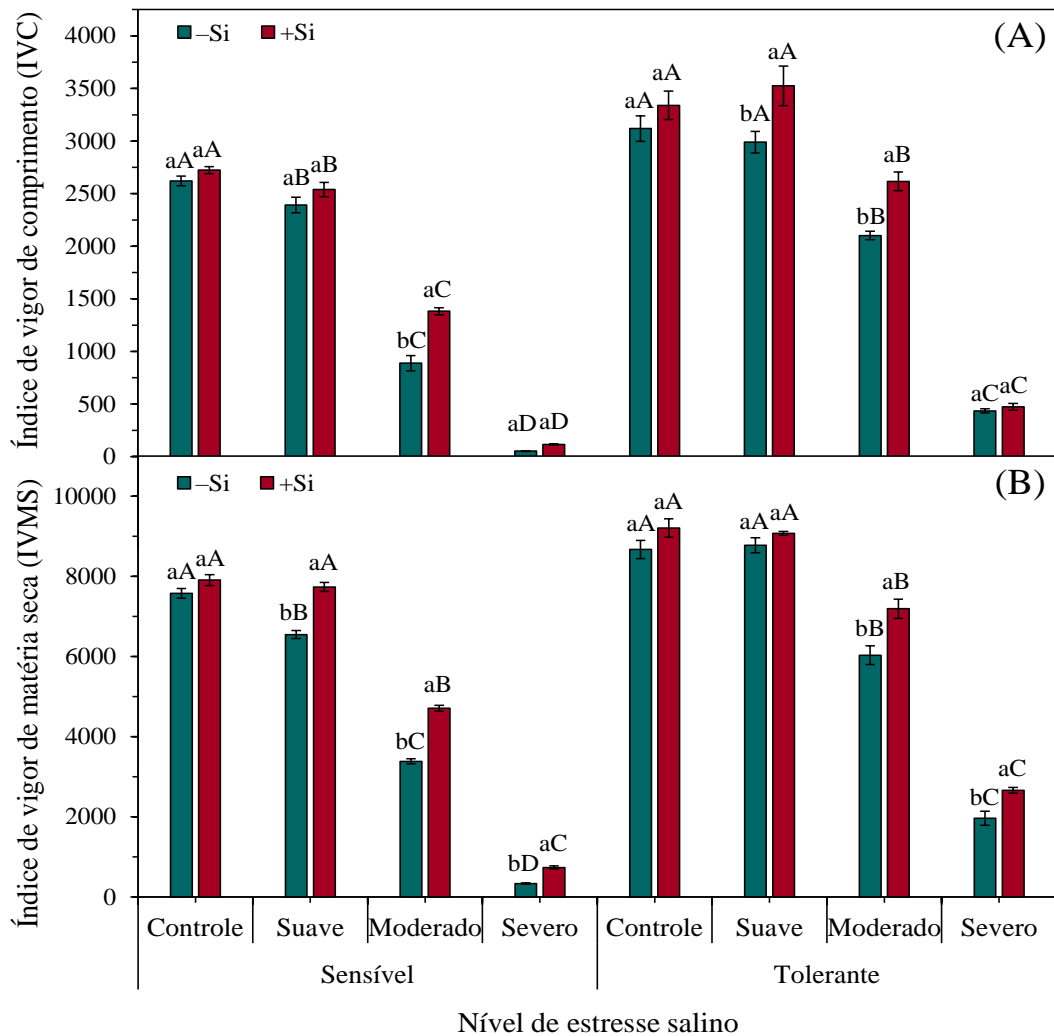 Índice de vigor de comprimento (IVC)
–Si +Si
(A)
4000
3500
3000
2500
2000
1500
1000
500
0
aA aA aB aB bC aC aD aD aA aA bA aA bB aB aC aC
Índice de vigor de matéria seca (IVMS)
–Si +Si
(B)
10000
8000
6000
4000
2000
0
aA aA bB aA bC aB bD aC aA aA aA aA bB aB bC aC
Controle Suave Moderado Severo Controle Suave Moderado Severo
Sensível Tolerante
Nível de estresse salino